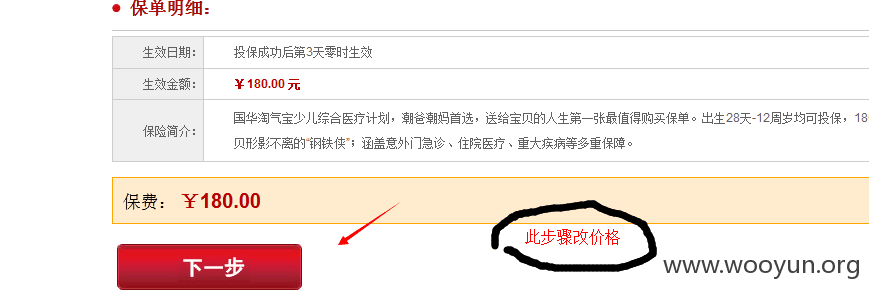 保单明细：
生效日期： 投保成功后第3天零时生效
生效金额： ￥180.00 元
国华淘气宝少儿综合医疗计划，潮爸潮妈首选，送给宝贝的人生第一张最值得购买保单。出生28天-12周岁均可投保，18
保险简介：
贝形影不离的“钢铁侠”；涵盖意外门急诊、住院医疗、重大疾病等多重保障。
保费： ￥180.00
此步骤改价格
下一步
www.wooyun.org